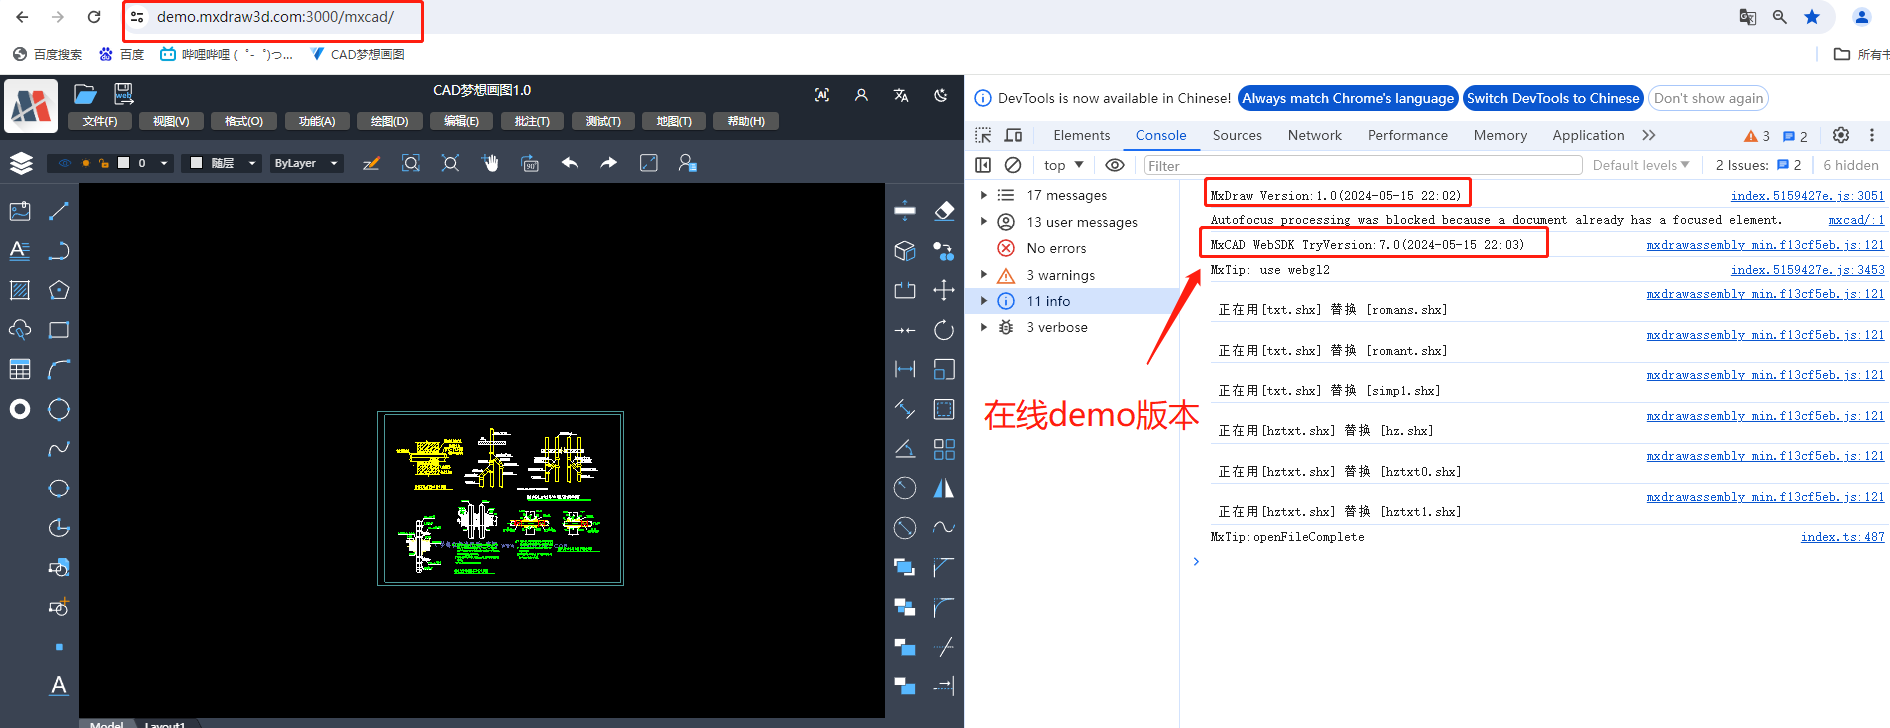 demo.mxdraw3d.com:3000/mxcad/
百度搜索 百度 哔哩哔哩 ( ゜- ゜)つ... CAD梦想画图 所有书
CAD梦想画图1.0
文件(F) 视图(V) 格式(O) 功能(A) 绘图(D) 编辑(E) 批注(T) 测试(T) 地图(T) 帮助(H)
0 随层 ByLayer
Model Layout1
DevTools is now available in Chinese! Always match Chrome's language Switch DevTools to Chinese Don't show again
Elements Console Sources Network Performance Memory Application 3 2
top Filter Default levels 2 Issues: 2 6 hidden
17 messages
13 user messages
No errors
3 warnings
11 info
3 verbose
MxDraw Version:1.0(2024-05-15 22:02) index.5159427e.js:3051
Autofocus processing was blocked because a document already has a focused element. mxcad/:1
MxCAD WebSDK TryVersion:7.0(2024-05-15 22:03) mxdrawassembly_min.f13cf5eb.js:121
MxTip: use webgl2 index.5159427e.js:3453
mxdrawassembly_min.f13cf5eb.js:121
正在用[txt.shx] 替换 [romans.shx]
mxdrawassembly_min.f13cf5eb.js:121
正在用[txt.shx] 替换 [romant.shx]
mxdrawassembly_min.f13cf5eb.js:121
正在用[txt.shx] 替换 [simp1.shx]
mxdrawassembly_min.f13cf5eb.js:121
正在用[hztxt.shx] 替换 [hz.shx]
mxdrawassembly_min.f13cf5eb.js:121
正在用[hztxt.shx] 替换 [hztxt0.shx]
mxdrawassembly_min.f13cf5eb.js:121
正在用[hztxt.shx] 替换 [hztxt1.shx]
MxTip:openFileComplete index.ts:487
在线demo版本